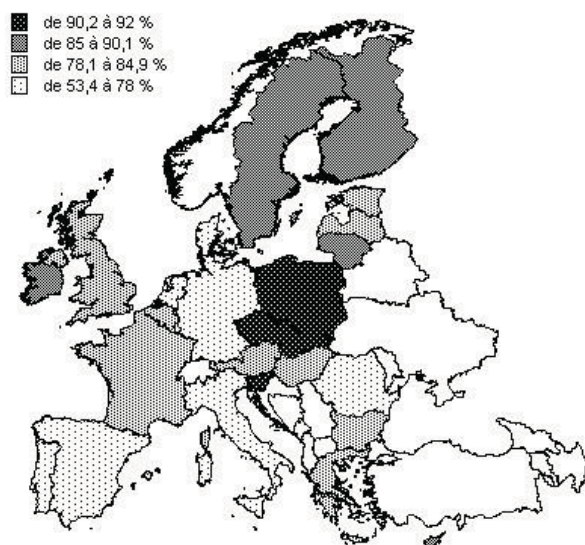 de 90,2 à 92 %
de 85 à 90,1 %
de 78,1 à 84,9 %
de 53,4 à 78 %